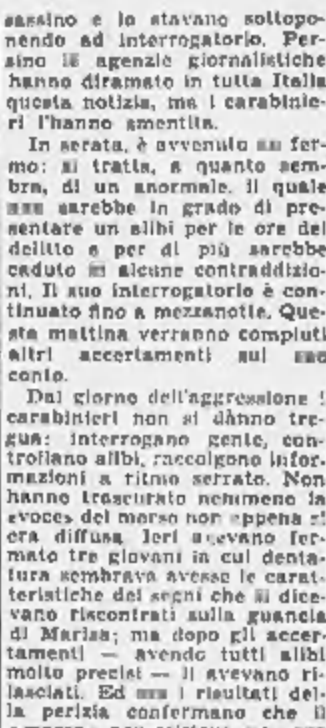 sassino e lo stavano sottopo-
nendo ad interrogatorio. Per-
sino le agenzie giornalistiche
hanno diramato in tutta Italia
questa notizia, ma i carabinie-
ri l'hanno smentita.
In serata, è avvenuto un fer-
mo: si tratta, a quanto sem-
bra, di un anormale, il quale
non sarebbe in grado di pre-
sentare un alibi per le ore del
delitto e per di più sarebbe
caduto in alcune contraddizio-
ni. Il suo interrogatorio è con-
tinuato fino a mezzanotte. Que-
sta mattina verranno compiuti
altri accertamenti sul suo
conto.
Dal giorno dell'aggressione i
carabinieri non si dànno tre-
gua: interrogano gente, con-
trollano alibi, raccolgono infor-
mazioni a ritmo serrato. Non
hanno trascurato nemmeno la
«voce» del morso non appena si
era diffusa. Ieri avevano fer-
mato tre giovani la cui denta-
tura sembrava avesse le carat-
teristiche dei segni che si dice-
vano riscontrati sulla guancia
di Marisa; ma dopo gli accer-
tamenti — avendo tutti alibi
molto precisi — li avevano ri-
lasciati. Ed ora i risultati del-
la perizia confermano che il